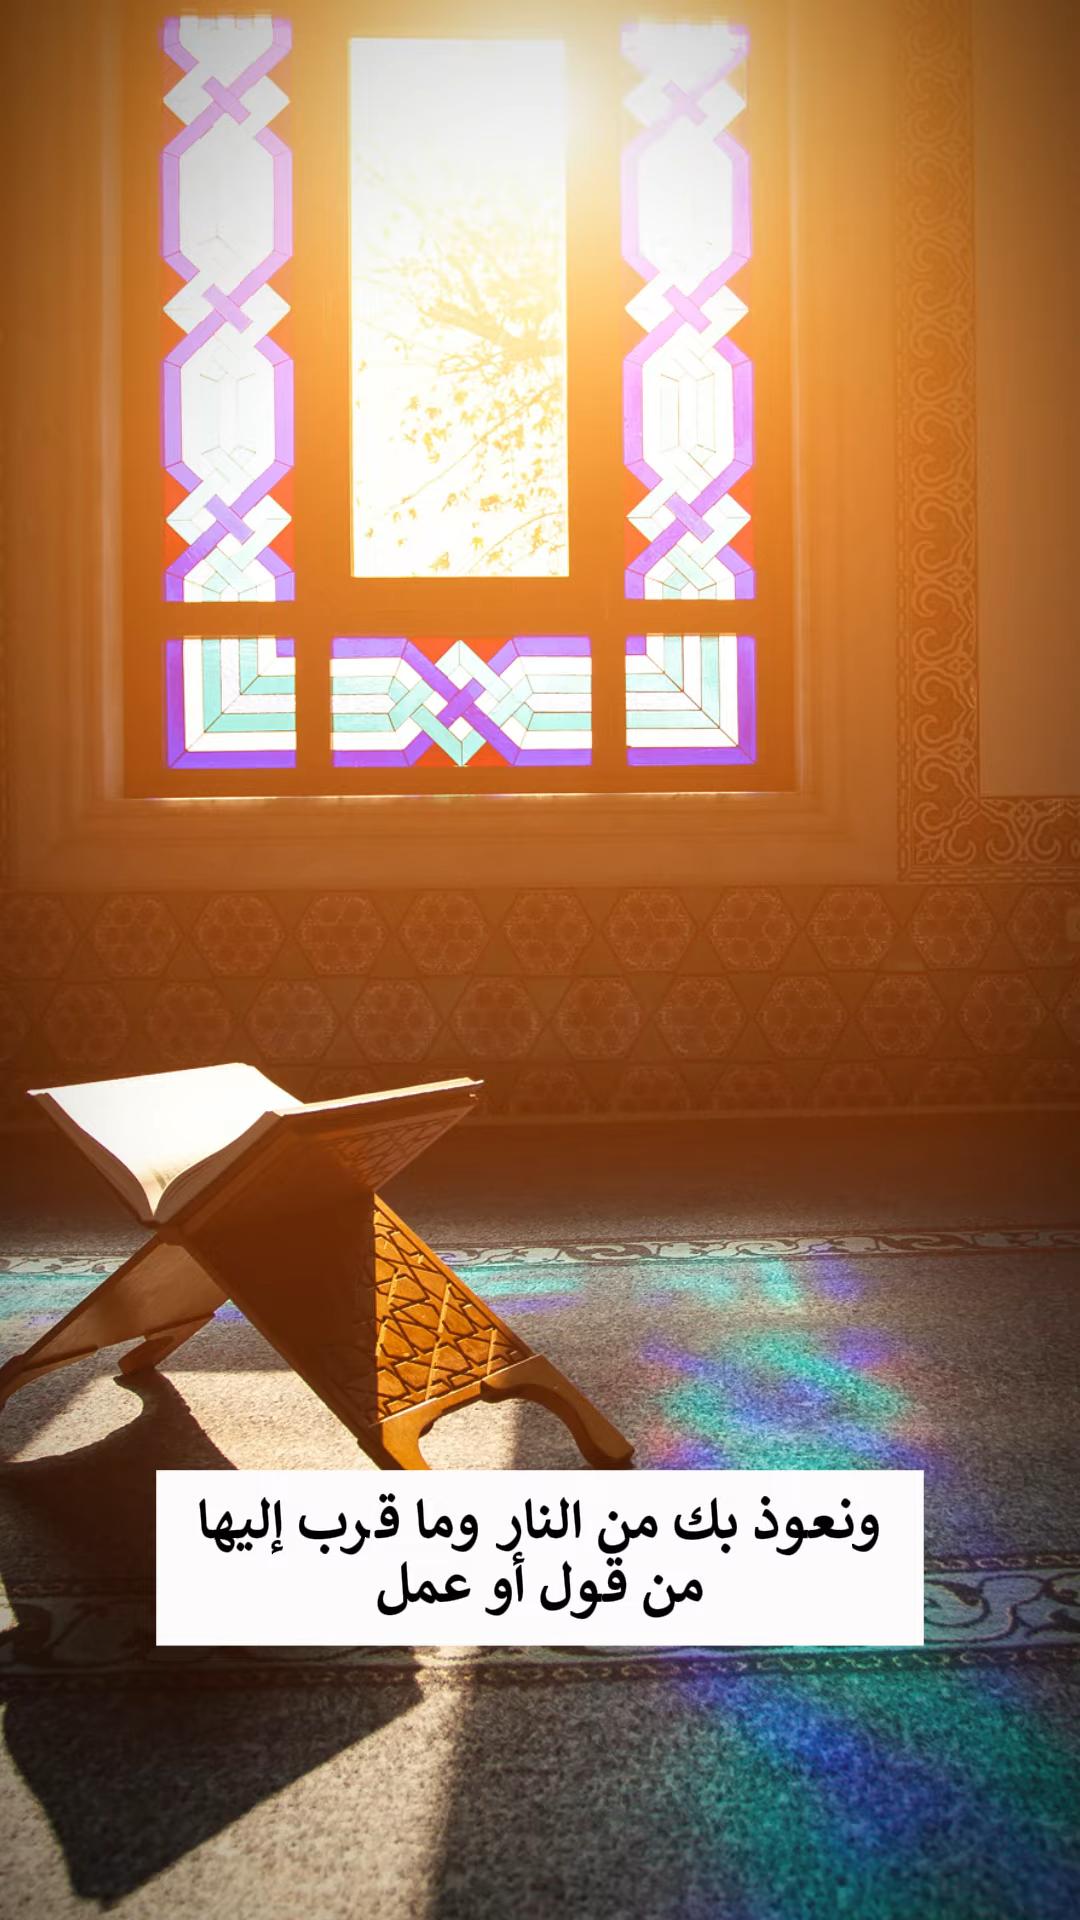 ونعوذ بك من النار وما قرب إليها
من قول أو عمل